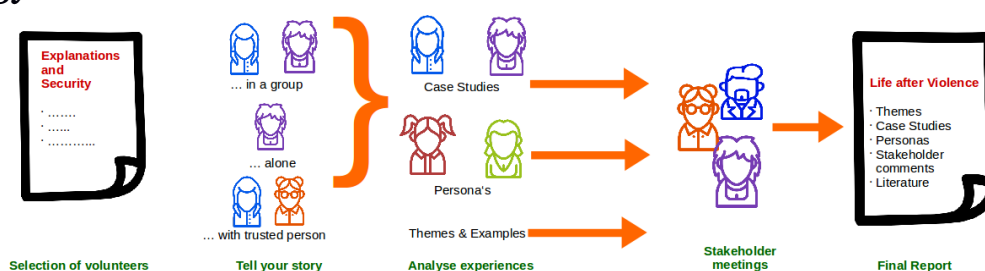 Explanations
and
Security
· …….
· …...
· ………...
Selection of volunteers
… in a group
… alone
… with trusted person
Tell your story
Case Studies
Persona's
Themes & Examples
Analyse experiences
Stakeholder
meetings
Life after Violence
· Themes
· Case Studies
· Personas
· Stakeholder
comments
· Literature
Final Report